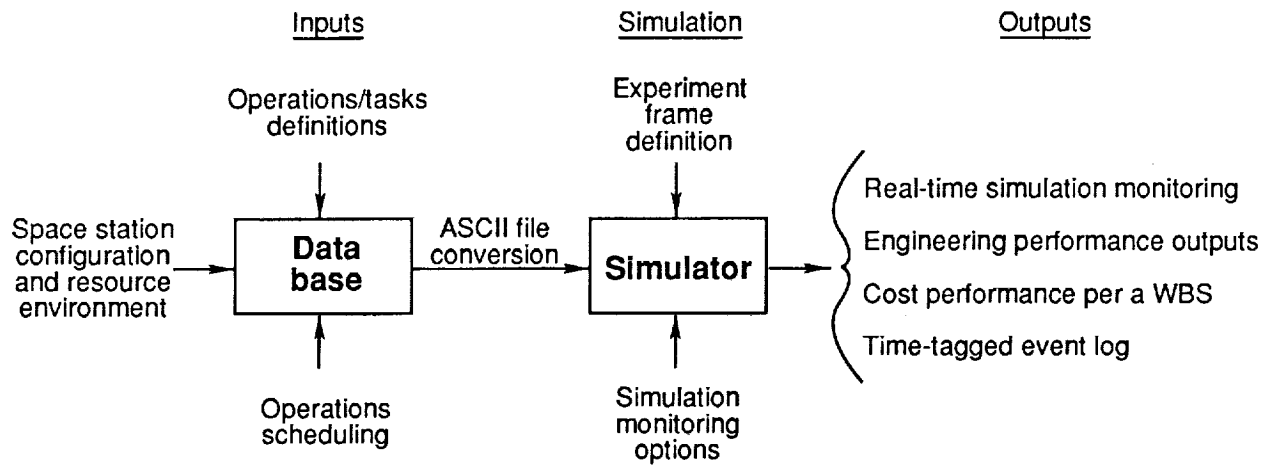 Inputs
Simulation
Outputs
Operations/tasks
definitions
Experiment
frame
definition
Space station
configuration
and resource
environment
Data
base
ASCII file
conversion
Simulator
Real-time simulation monitoring
Engineering performance outputs
Cost performance per a WBS
Time-tagged event log
Operations
scheduling
Simulation
monitoring
options